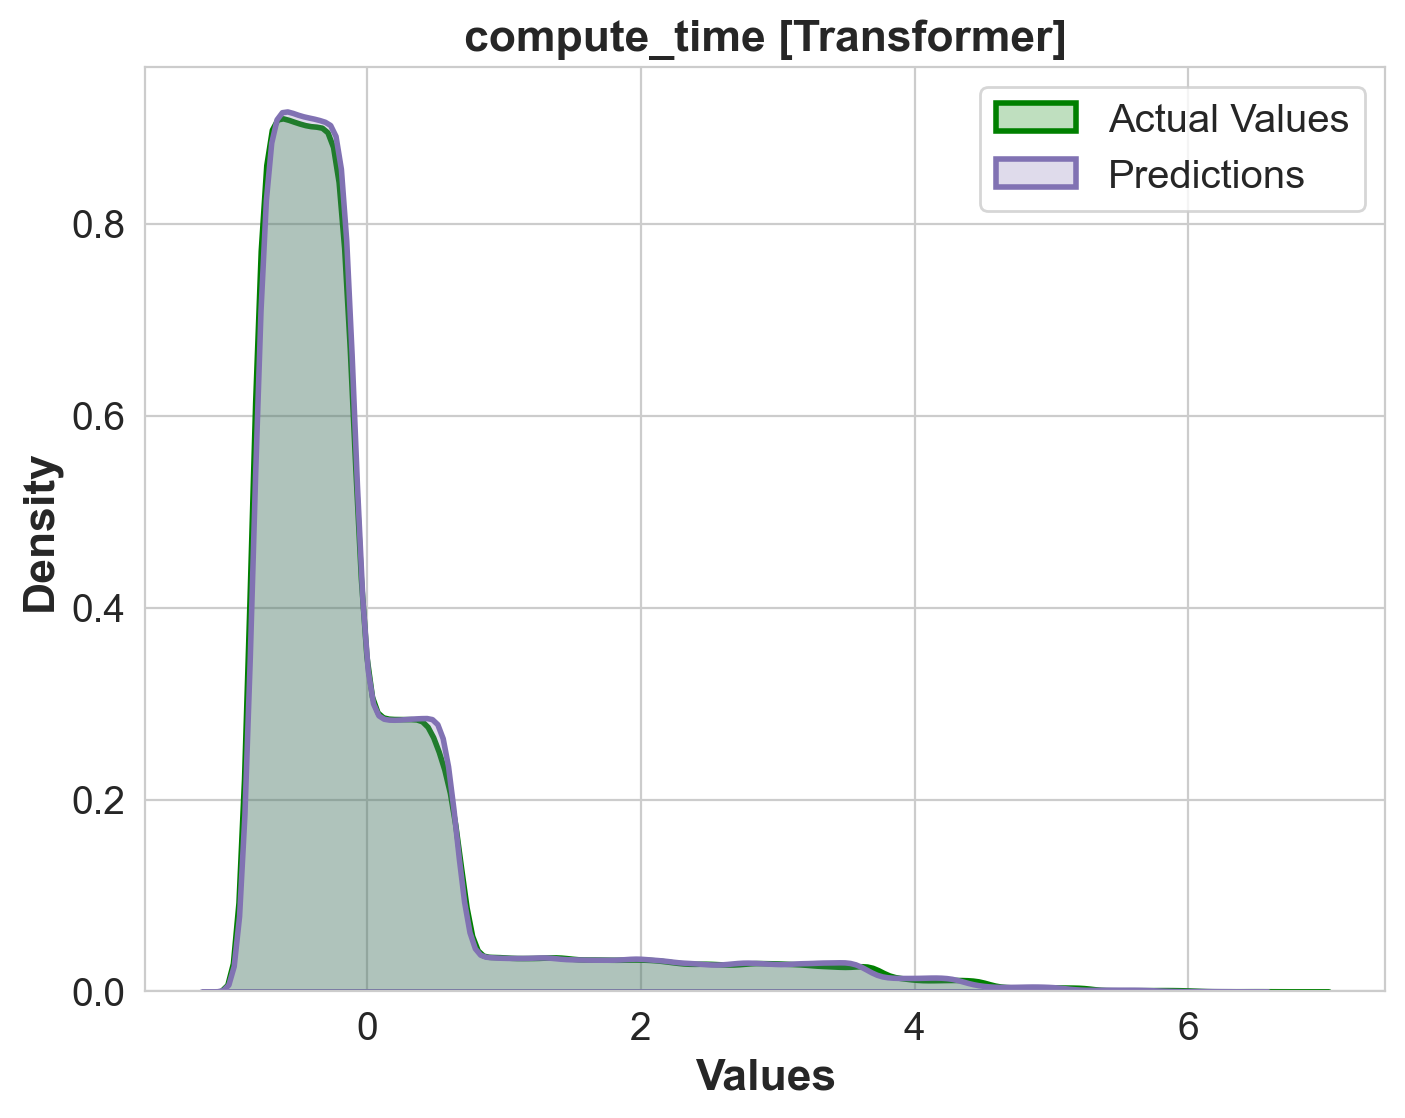 compute_time [Transformer]
Actual Values
Predictions
Density
0.8
0.6
0.4
0.2
0.0
0
2
4
6
Values